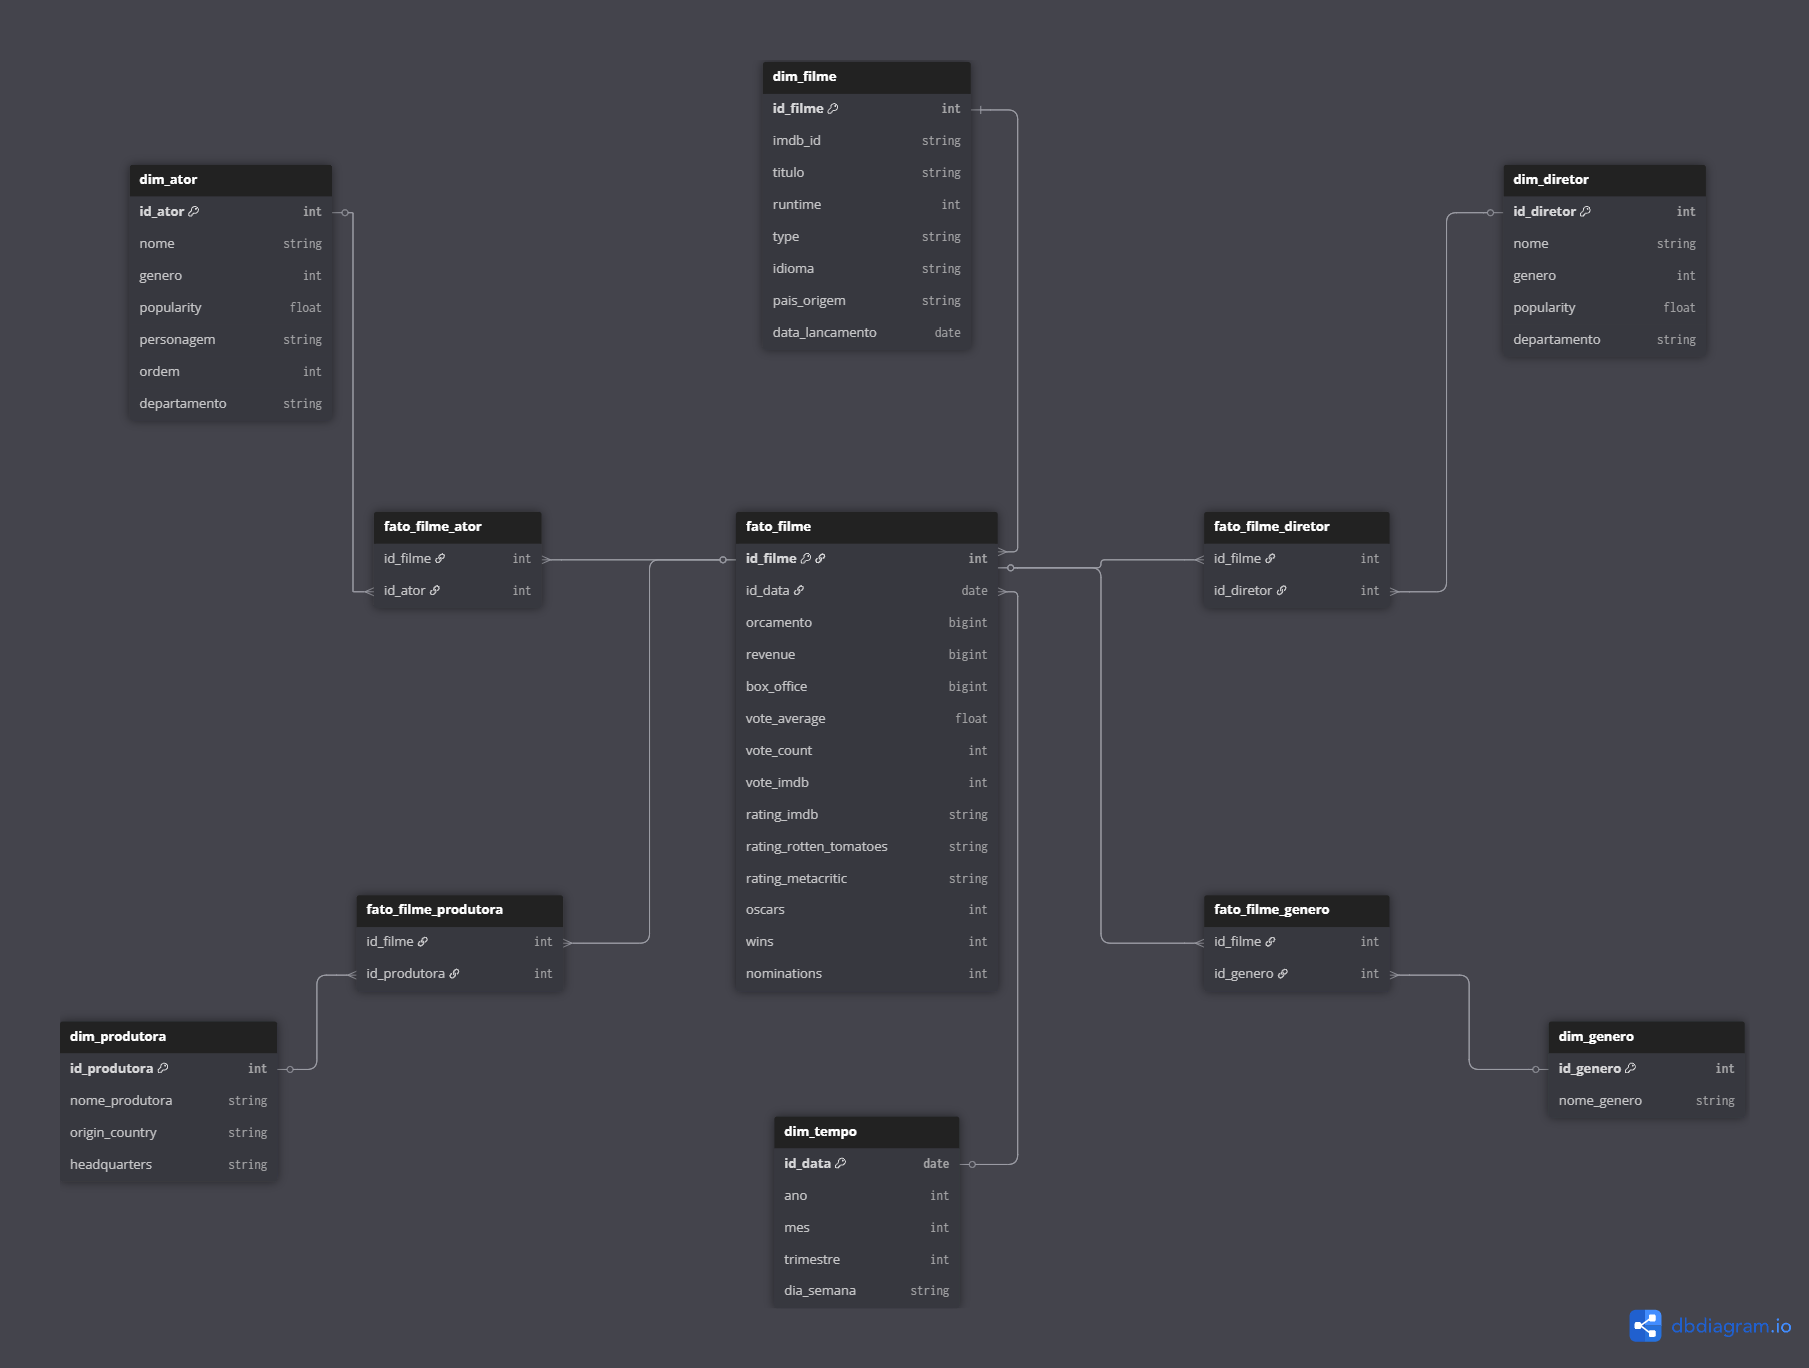 dim_filme
id_filme int
imdb_id string
titulo string
runtime int
type string
idioma string
pais_origem string
data_lancamento date
dim_ator
id_ator int
nome string
genero int
popularity float
personagem string
ordem int
departamento string
dim_diretor
id_diretor int
nome string
genero int
popularity float
departamento string
fato_filme_ator
id_filme int
id_ator int
fato_filme
id_filme int
id_data date
orcamento bigint
revenue bigint
box_office bigint
vote_average float
vote_count int
vote_imdb int
rating_imdb string
rating_rotten_tomatoes string
rating_metacritic string
oscars int
wins int
nominations int
fato_filme_diretor
id_filme int
id_diretor int
fato_filme_produtora
id_filme int
id_produtora int
fato_filme_genero
id_filme int
id_genero int
dim_produtora
id_produtora int
nome_produtora string
origin_country string
headquarters string
dim_genero
id_genero int
nome_genero string
dim_tempo
id_data date
ano int
mes int
trimestre int
dia_semana string
dbdiagram.io